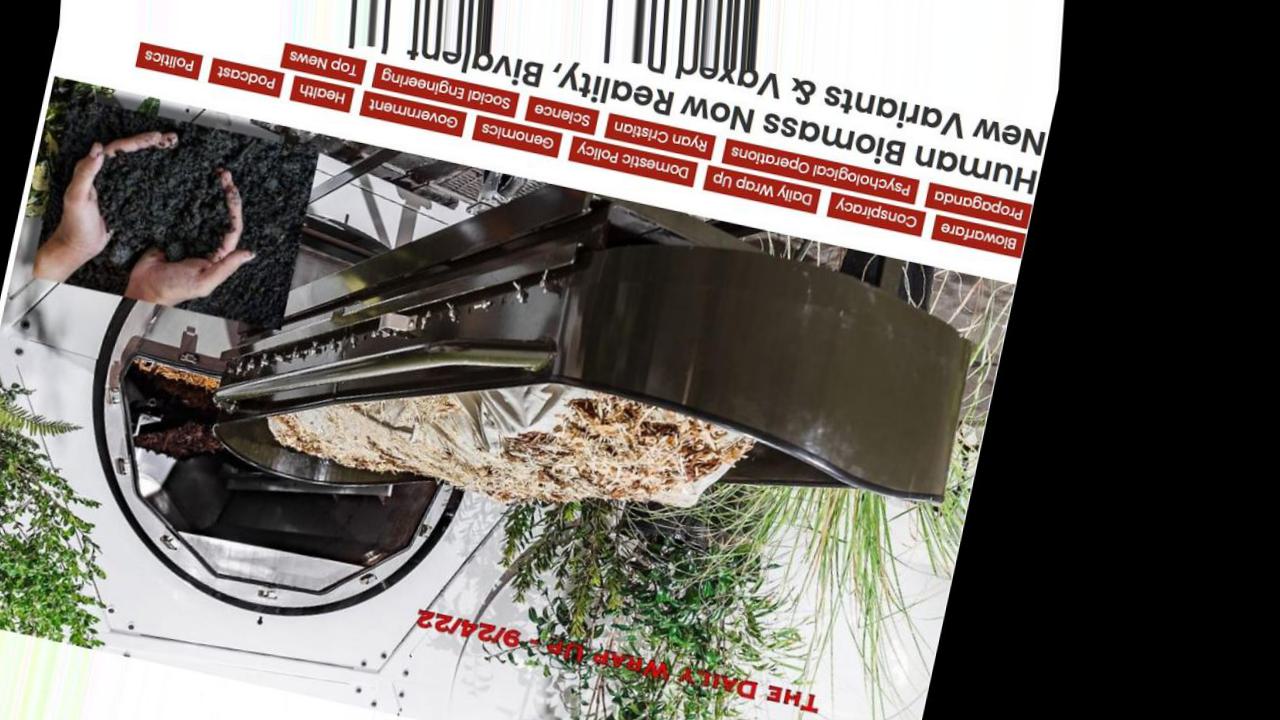 THE DAILY WRAP UP - 9/24/22
Biowarfare Conspiracy Daily Wrap Up Domestic Policy Genomics Government Health Podcast Politics
Propaganda Psychological Operations Ryan Cristian Science Social Engineering Top News
Human Biomass Now Reality, Bivalent
New Variants & Vaxed